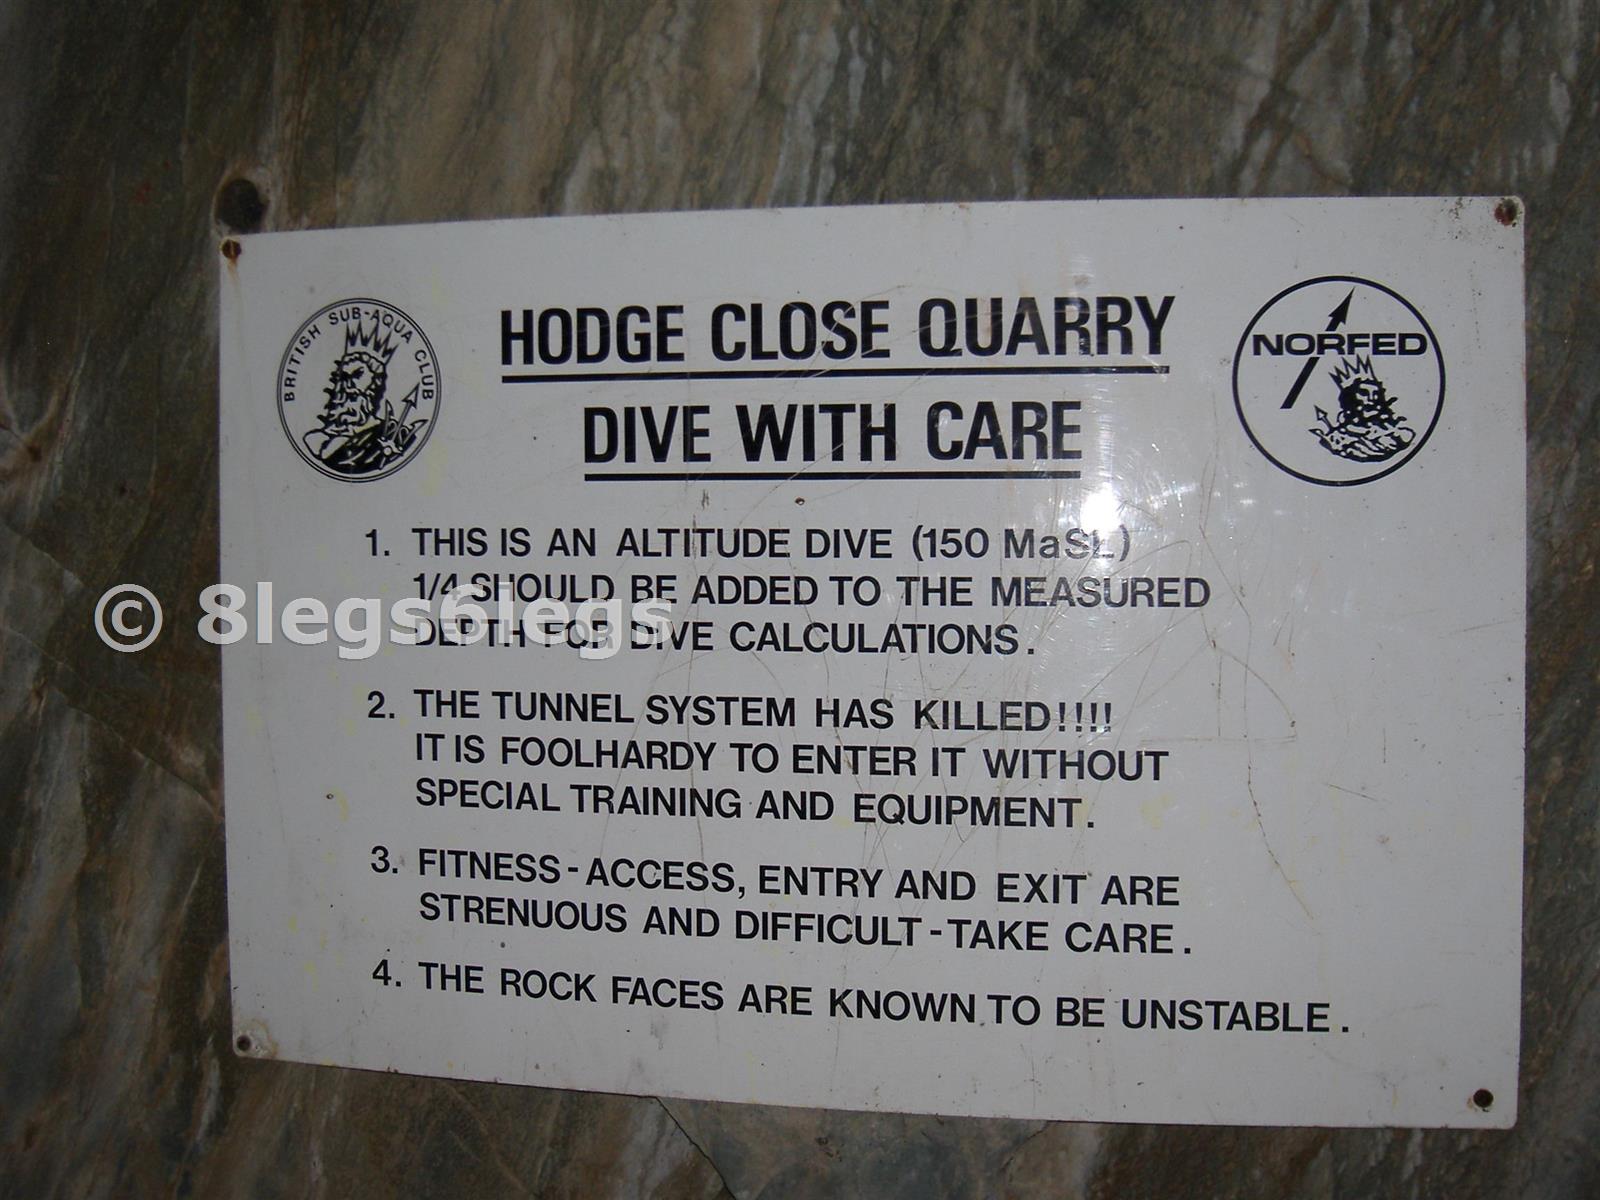 BRITISH SUB-AQUA CLUB
HODGE CLOSE QUARRY
NORFED
DIVE WITH CARE
1. THIS IS AN ALTITUDE DIVE (150 MaSL)
1/4 SHOULD BE ADDED TO THE MEASURED
DEPTH FOR DIVE CALCULATIONS.
© 8legs6legs
2. THE TUNNEL SYSTEM HAS KILLED!!!!
IT IS FOOLHARDY TO ENTER IT WITHOUT
SPECIAL TRAINING AND EQUIPMENT.
3. FITNESS - ACCESS, ENTRY AND EXIT ARE
STRENUOUS AND DIFFICULT - TAKE CARE.
4. THE ROCK FACES ARE KNOWN TO BE UNSTABLE.